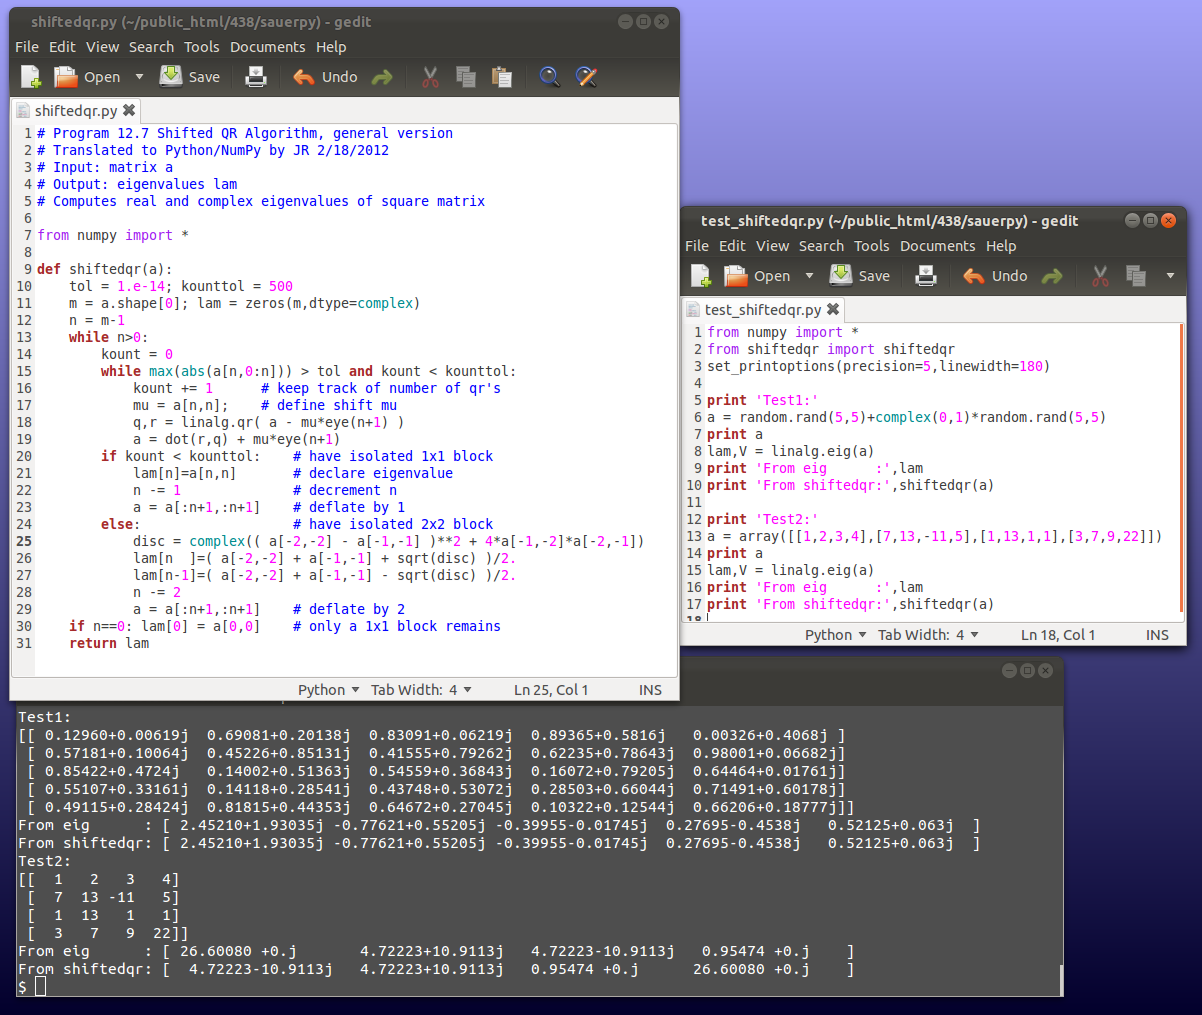 shiftedqr.py (~/public_html/438/sauerpy) - gedit
File Edit View Search Tools Documents Help
Open Save Undo
shiftedqr.py
1 # Program 12.7 Shifted QR Algorithm, general version
2 # Translated to Python/NumPy by JR 2/18/2012
3 # Input: matrix a
4 # Output: eigenvalues lam
5 # Computes real and complex eigenvalues of square matrix
6
7 from numpy import *
8
9 def shiftedqr(a):
10     tol = 1.e-14; kounttol = 500
11     m = a.shape[0]; lam = zeros(m,dtype=complex)
12     n = m-1
13     while n>0:
14         kount = 0
15         while max(abs(a[n,0:n])) > tol and kount < kounttol:
16             kount += 1      # keep track of number of qr's
17             mu = a[n,n];    # define shift mu
18             q,r = linalg.qr( a - mu*eye(n+1) )
19             a = dot(r,q) + mu*eye(n+1)
20         if kount < kounttol:    # have isolated 1x1 block
21             lam[n]=a[n,n]       # declare eigenvalue
22             n -= 1              # decrement n
23             a = a[:n+1,:n+1]    # deflate by 1
24         else:                   # have isolated 2x2 block
25             disc = complex(( a[-2,-2] - a[-1,-1] )**2 + 4*a[-1,-2]*a[-2,-1])
26             lam[n  ]=( a[-2,-2] + a[-1,-1] + sqrt(disc) )/2.
27             lam[n-1]=( a[-2,-2] + a[-1,-1] - sqrt(disc) )/2.
28             n -= 2
29             a = a[:n+1,:n+1]    # deflate by 2
30     if n==0: lam[0] = a[0,0]    # only a 1x1 block remains
31     return lam
Python Tab Width: 4 Ln 25, Col 1 INS
test_shiftedqr.py (~/public_html/438/sauerpy) - gedit
File Edit View Search Tools Documents Help
Open Save Undo
test_shiftedqr.py
1 from numpy import *
2 from shiftedqr import shiftedqr
3 set_printoptions(precision=5,linewidth=180)
4
5 print 'Test1:'
6 a = random.rand(5,5)+complex(0,1)*random.rand(5,5)
7 print a
8 lam,V = linalg.eig(a)
9 print 'From eig      :',lam
10 print 'From shiftedqr:',shiftedqr(a)
11
12 print 'Test2:'
13 a = array([[1,2,3,4],[7,13,-11,5],[1,13,1,1],[3,7,9,22]])
14 print a
15 lam,V = linalg.eig(a)
16 print 'From eig      :',lam
17 print 'From shiftedqr:',shiftedqr(a)
18
Python Tab Width: 4 Ln 18, Col 1 INS
Test1:
[[ 0.12960+0.00619j  0.69081+0.20138j  0.83091+0.06219j  0.89365+0.5816j   0.00326+0.4068j ]
 [ 0.57181+0.10064j  0.45226+0.85131j  0.41555+0.79262j  0.62235+0.78643j  0.98001+0.06682j]
 [ 0.85422+0.4724j   0.14002+0.51363j  0.54559+0.36843j  0.16072+0.79205j  0.64464+0.01761j]
 [ 0.55107+0.33161j  0.14118+0.28541j  0.43748+0.53072j  0.28503+0.66044j  0.71491+0.60178j]
 [ 0.49115+0.28424j  0.81815+0.44353j  0.64672+0.27045j  0.10322+0.12544j  0.66206+0.18777j]]
From eig      : [ 2.45210+1.93035j -0.77621+0.55205j -0.39955-0.01745j  0.27695-0.4538j   0.52125+0.063j  ]
From shiftedqr: [ 2.45210+1.93035j -0.77621+0.55205j -0.39955-0.01745j  0.27695-0.4538j   0.52125+0.063j  ]
Test2:
[[  1   2   3   4]
 [  7  13 -11   5]
 [  1  13   1   1]
 [  3   7   9  22]]
From eig      : [ 26.60080 +0.j       4.72223+10.9113j   4.72223-10.9113j   0.95474 +0.j    ]
From shiftedqr: [  4.72223-10.9113j   4.72223+10.9113j   0.95474 +0.j      26.60080 +0.j    ]
$